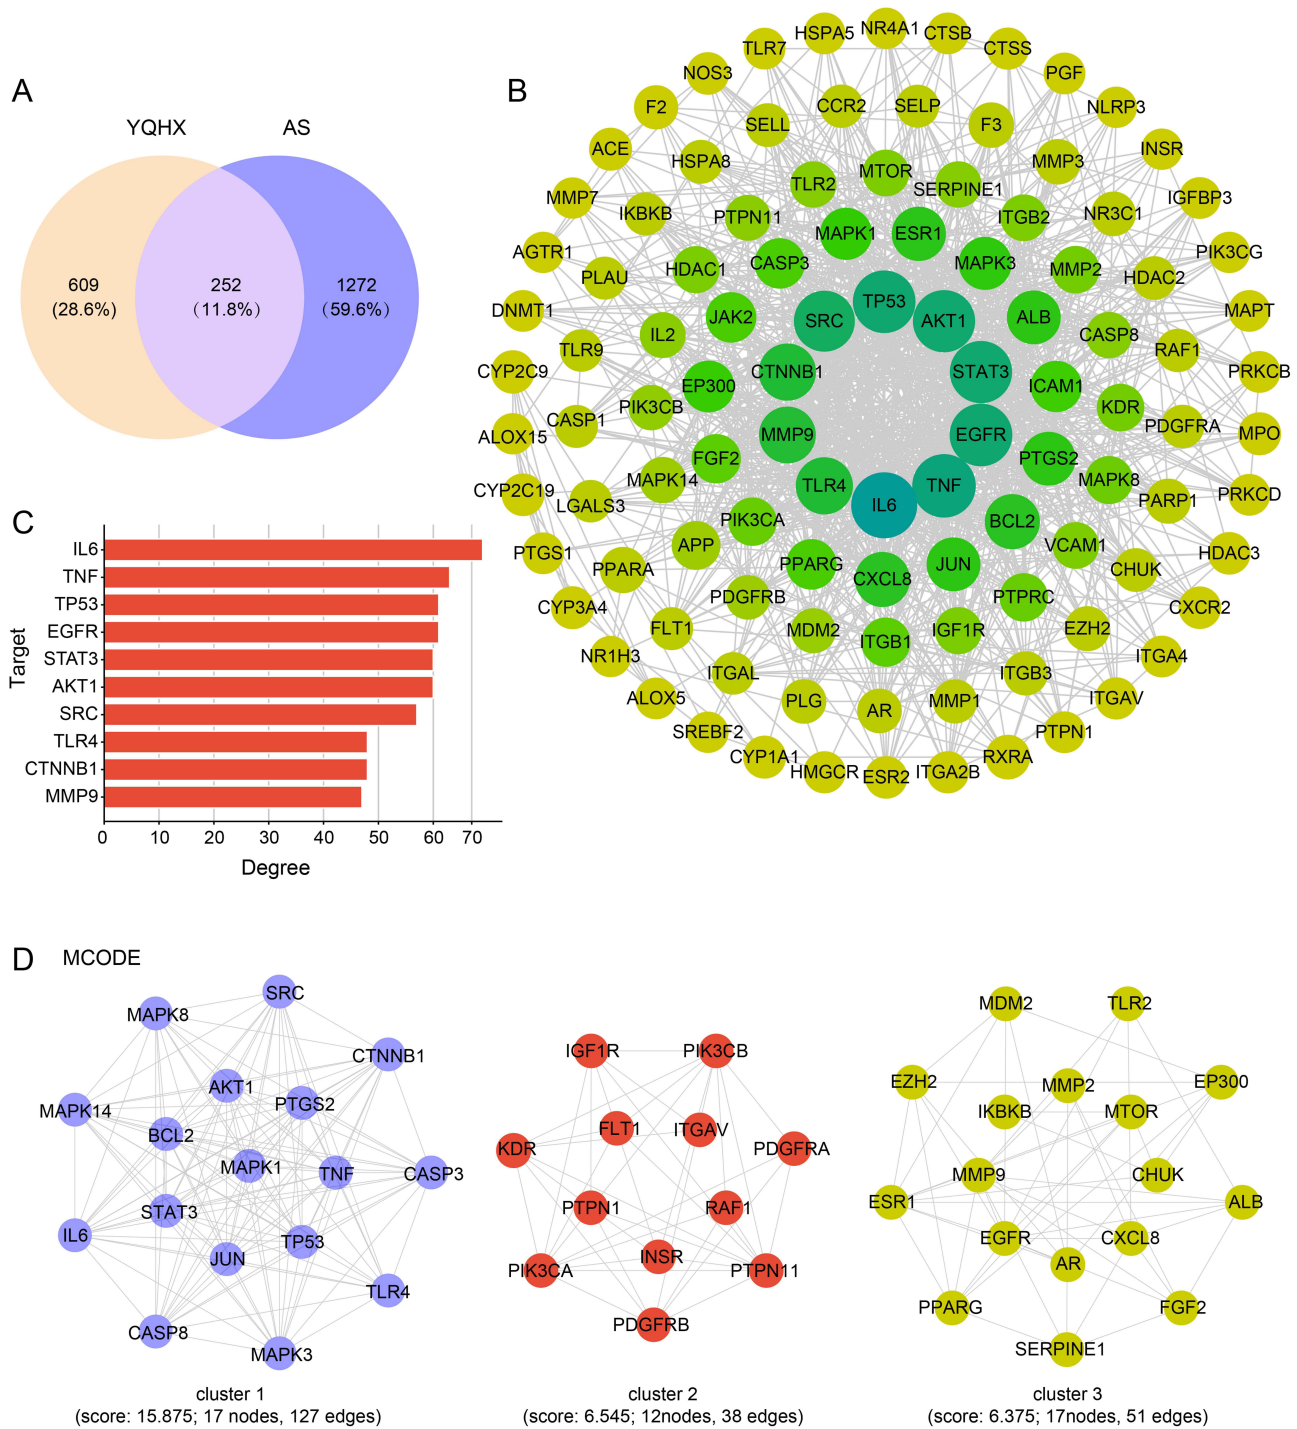 A
YQHX
AS
609
(28.6%)
252
(11.8%)
1272
(59.6%)
B
NR4A1
HSPA5
CTSB
TLR7
CTSS
NOS3
PGF
F2
CCR2
SELP
NLRP3
SELL
F3
ACE
HSPA8
MMP3
INSR
MMP7
IKBKB
PTPN11
TLR2
MTOR
SERPINE1
ITGB2
NR3C1
IGFBP3
AGTR1
PLAU
HDAC1
CASP3
MAPK1
ESR1
MAPK3
MMP2
HDAC2
PIK3CG
DNMT1
IL2
JAK2
SRC
TP53
AKT1
ALB
CASP8
RAF1
MAPT
CYP2C9
TLR9
EP300
CTNNB1
STAT3
ICAM1
KDR
PRKCB
ALOX15
CASP1
PIK3CB
FGF2
MMP9
EGFR
PTGS2
MAPK8
PDGFRA
MPO
CYP2C19
LGALS3
MAPK14
TLR4
IL6
TNF
BCL2
PARP1
PRKCD
PTGS1
PPARA
APP
PIK3CA
PPARG
CXCL8
JUN
VCAM1
CHUK
HDAC3
CYP3A4
FLT1
PDGFRB
MDM2
ITGB1
IGF1R
PTPRC
EZH2
CXCR2
NR1H3
ITGAL
PLG
AR
MMP1
ITGB3
ITGA4
ALOX5
SREBF2
CYP1A1
HMGCR
ESR2
ITGA2B
RXRA
PTPN1
ITGAV
C
Target
IL6
TNF
TP53
EGFR
STAT3
AKT1
SRC
TLR4
CTNNB1
MMP9
0 10 20 30 40 50 60 70
Degree
D
MCODE
SRC
MAPK8
CTNNB1
AKT1
PTGS2
MAPK14
BCL2
MAPK1
TNF
CASP3
STAT3
IL6
JUN
TP53
TLR4
CASP8
MAPK3
cluster 1
(score: 15.875; 17 nodes, 127 edges)
IGF1R
PIK3CB
FLT1
ITGAV
KDR
PDGFRA
PTPN1
RAF1
INSR
PIK3CA
PTPN11
PDGFRB
cluster 2
(score: 6.545; 12nodes, 38 edges)
MDM2
TLR2
EZH2
MMP2
EP300
IKBKB
MTOR
MMP9
CHUK
ESR1
ALB
EGFR
CXCL8
AR
PPARG
FGF2
SERPINE1
cluster 3
(score: 6.375; 17nodes, 51 edges)